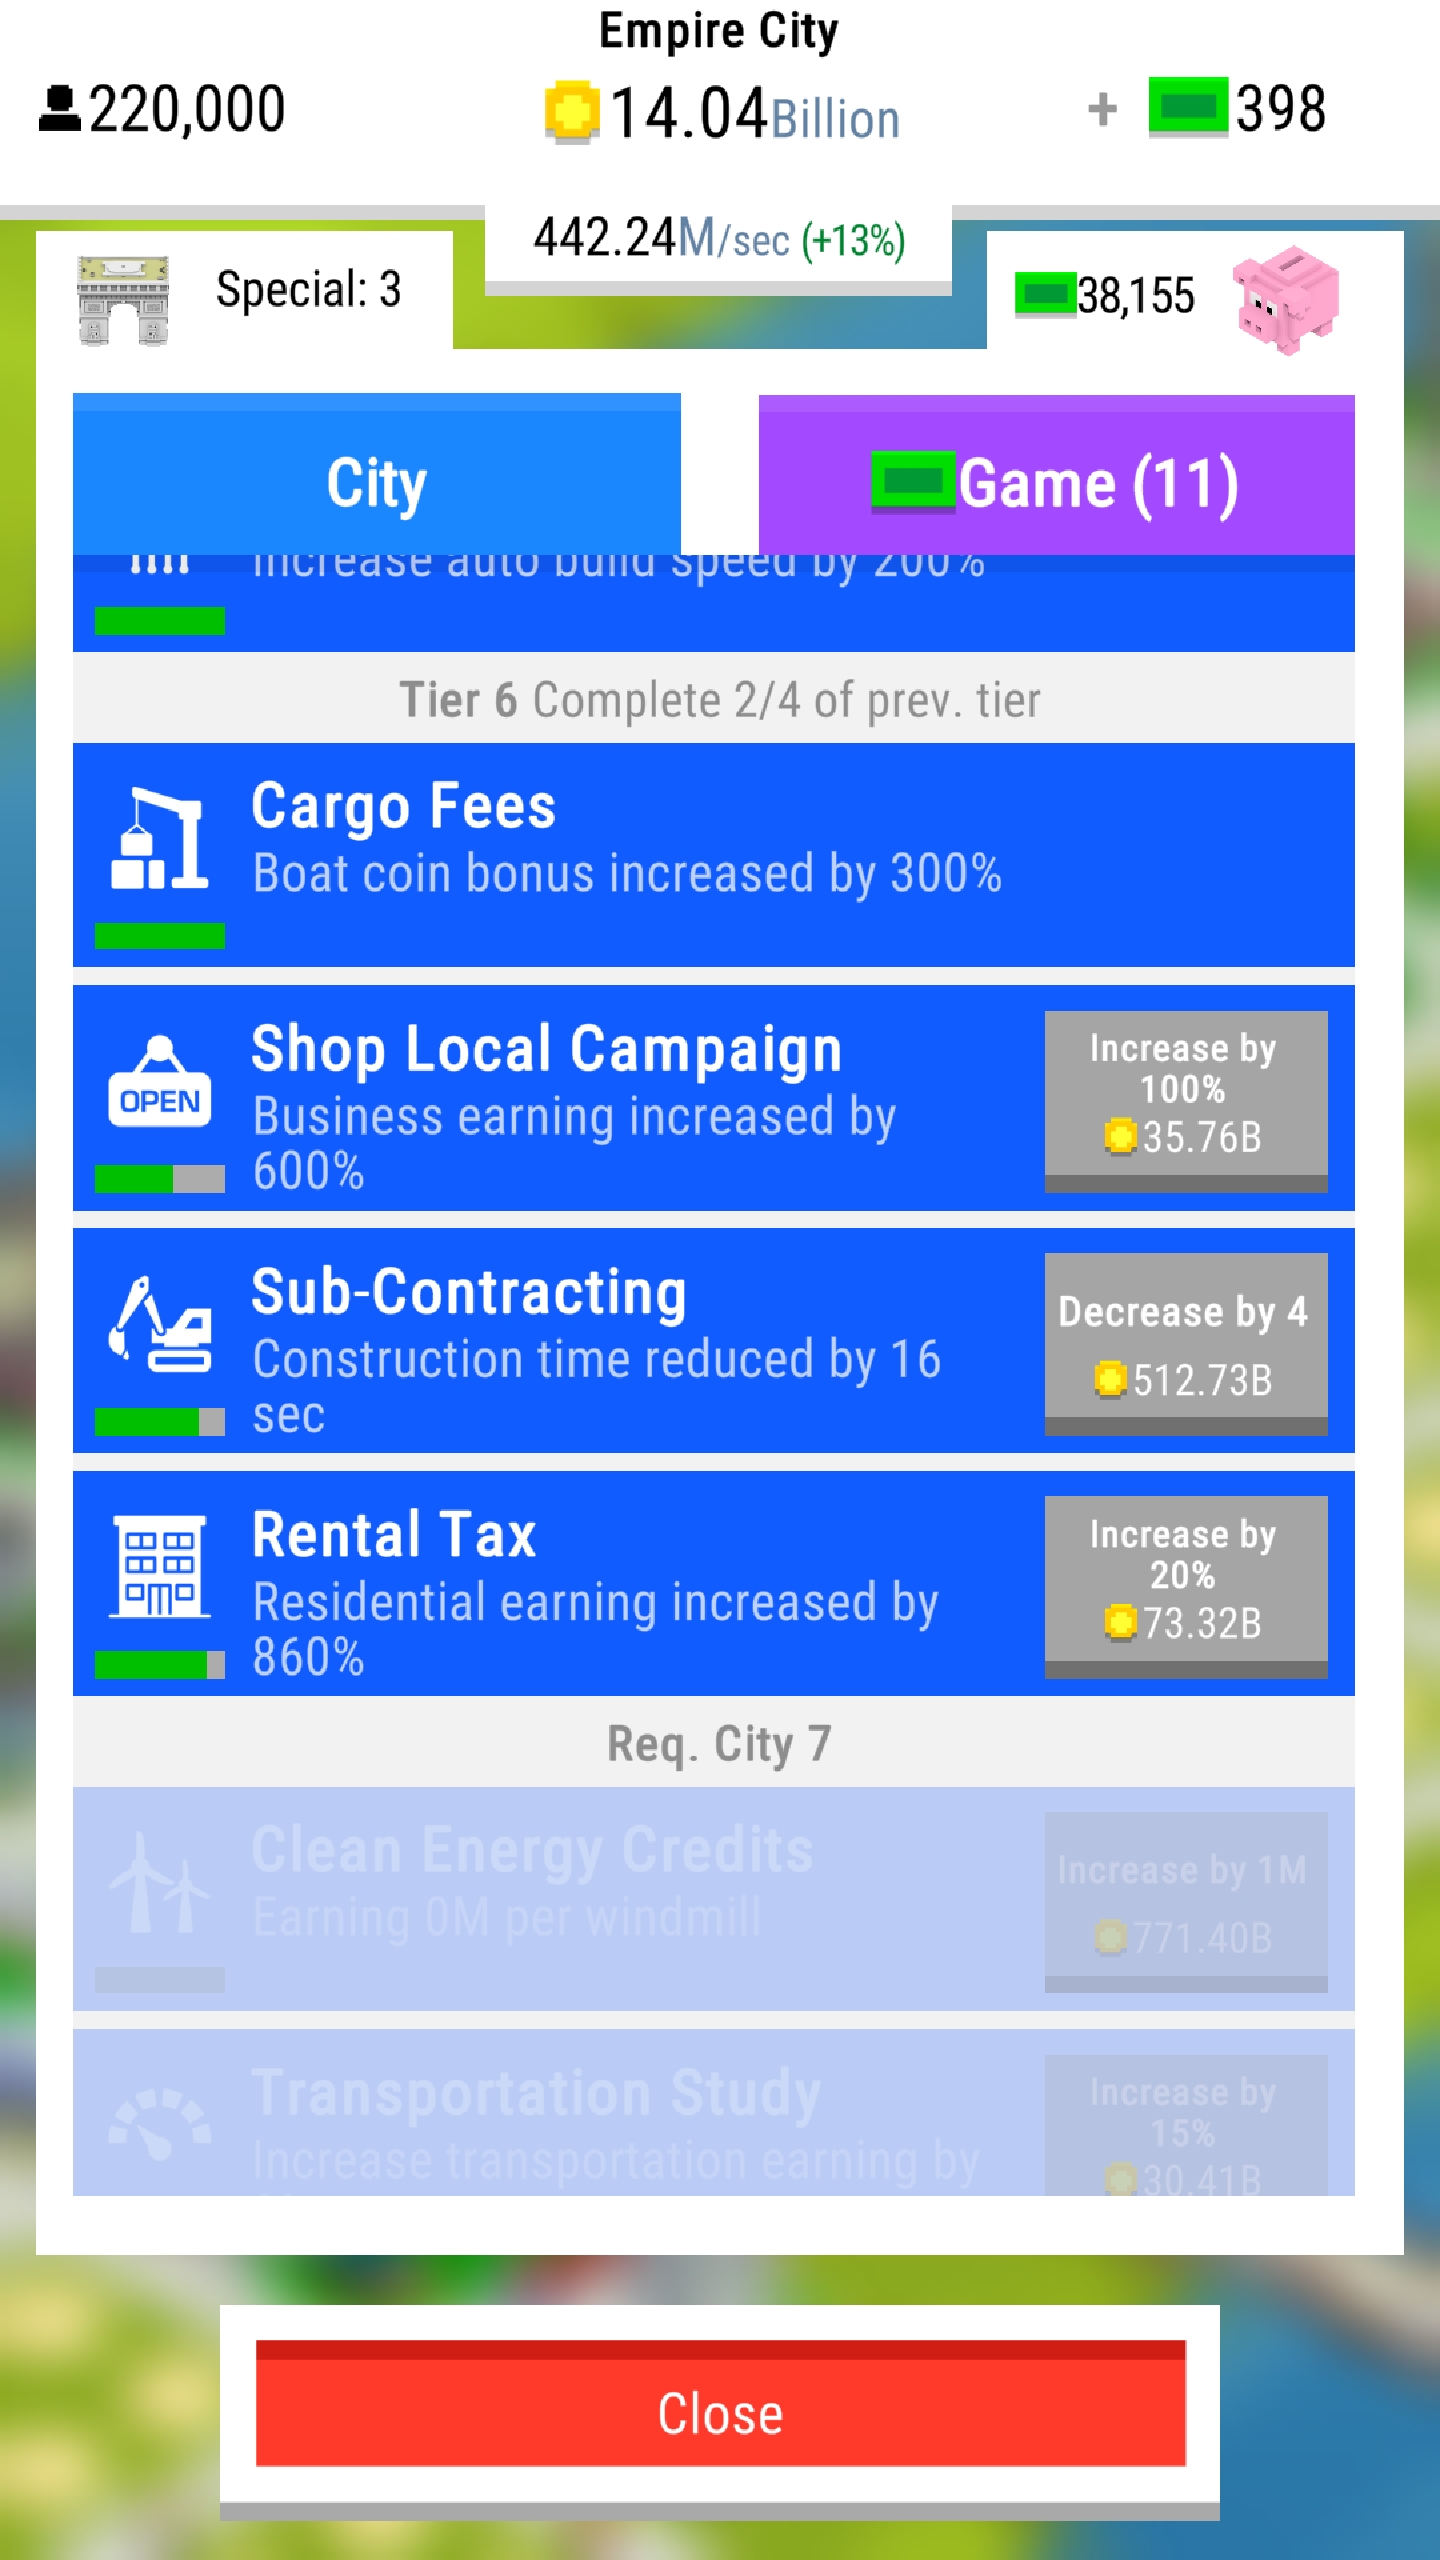 Empire City
220,000
14.04Billion
+ 398
442.24M/sec (+13%)
Special: 3
38,155
City
Game (11)
Increase auto build speed by 200%
Tier 6 Complete 2/4 of prev. tier
Cargo Fees
Boat coin bonus increased by 300%
Shop Local Campaign
Business earning increased by
600%
OPEN
Increase by
100%
35.76B
Sub-Contracting
Construction time reduced by 16
sec
Decrease by 4
512.73B
Rental Tax
Residential earning increased by
860%
Increase by
20%
73.32B
Req. City 7
Clean Energy Credits
Earning 0M per windmill
Increase by 1M
771.40B
Transportation Study
Increase transportation earning by
Increase by
15%
30.41B
Close